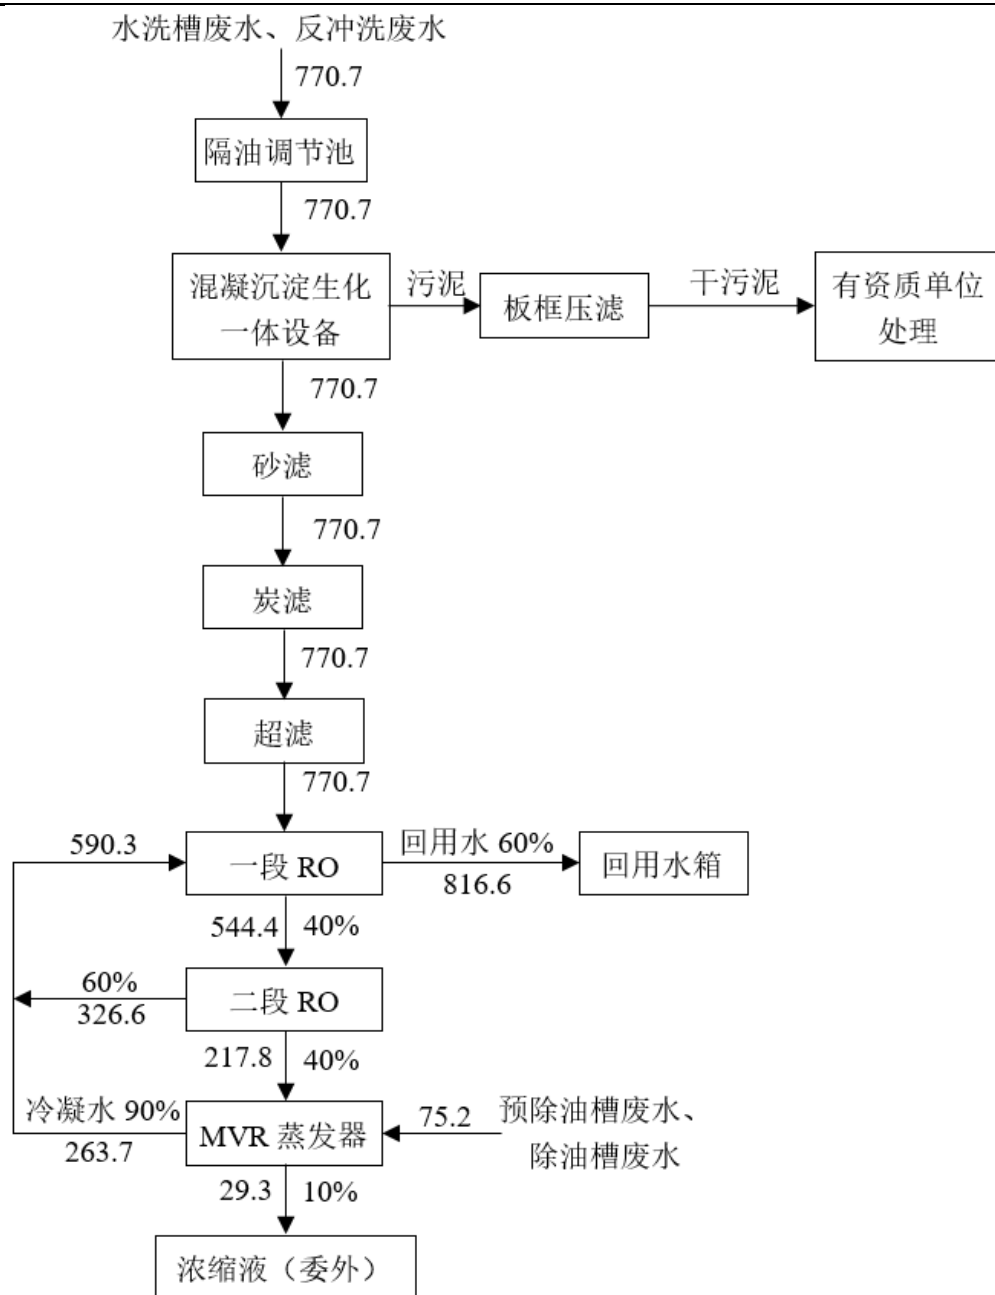 水洗槽废水、反冲洗废水
770.7
隔油调节池
770.7
混凝沉淀生化
一体设备
污泥
板框压滤
干污泥
有资质单位
处理
770.7
砂滤
770.7
炭滤
770.7
超滤
770.7
590.3
一段 RO
回用水 60%
816.6
回用水箱
544.4 40%
60%
326.6
二段 RO
217.8 40%
冷凝水 90%
263.7
MVR 蒸发器
75.2
预除油槽废水、
除油槽废水
29.3 10%
浓缩液（委外）